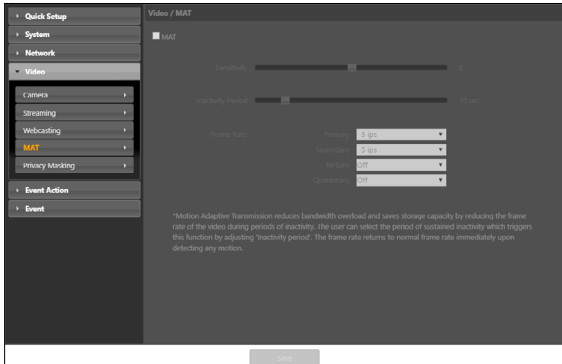 Quick Setup
System
Network
Video
Camera
Streaming
Webcasting
MAT
Privacy Masking
Event Action
Event
Video / MAT
MAT
Sensitivity 3
Inactivity Period 10 sec
Frame Rate Primary 3 ips
Secondary 3 ips
Tertiary Off
Quaternary Off
*Motion Adaptive Transmission reduces bandwidth overload and saves storage capacity by reducing the frame
rate of the video during periods of inactivity. The user can select the period of sustained inactivity which triggers
this function by adjusting 'Inactivity period'. The frame rate returns to normal frame rate immediately upon
detecting any motion.
Save